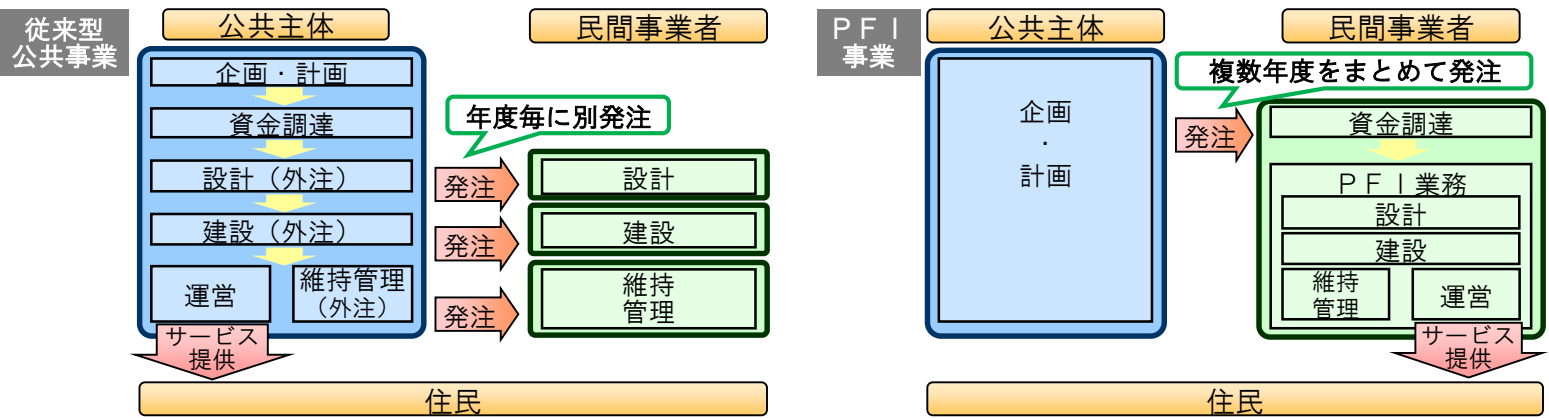 従来型
公共事業
公共主体
民間事業者
企画・計画
資金調達
設計（外注）
建設（外注）
運営
維持管理
（外注）
年度毎に別発注
発注
発注
発注
設計
建設
維持
管理
サービス
提供
住民
ＰＦＩ
事業
公共主体
民間事業者
企画
・
計画
複数年度をまとめて発注
発注
資金調達
ＰＦＩ業務
設計
建設
維持
管理
運営
サービス
提供
住民